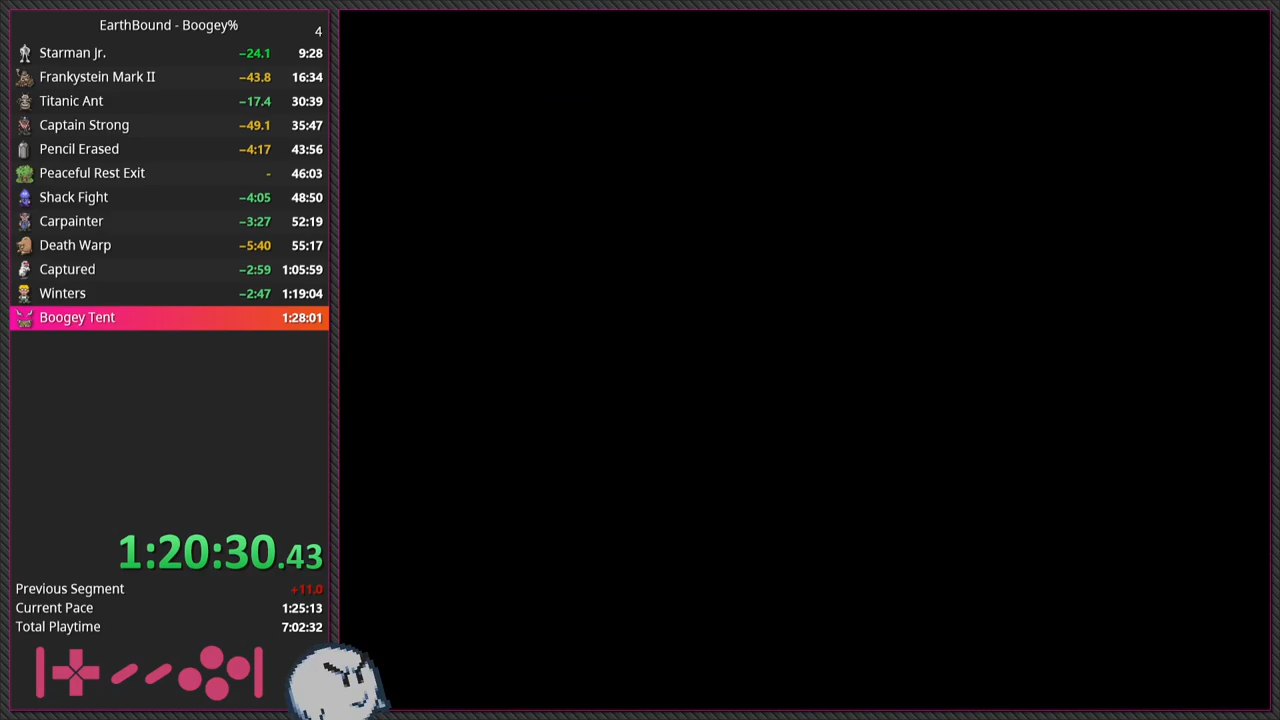 EarthBound - Boogey%
4
Starman Jr. −24.1 9:28
Frankystein Mark II −43.8 16:34
Titanic Ant −17.4 30:39
Captain Strong −49.1 35:47
Pencil Erased −4:17 43:56
Peaceful Rest Exit - 46:03
Shack Fight −4:05 48:50
Carpainter −3:27 52:19
Death Warp −5:40 55:17
Captured −2:59 1:05:59
Winters −2:47 1:19:04
Boogey Tent 1:28:01
1:20:30.43
Previous Segment +11.0
Current Pace 1:25:13
Total Playtime 7:02:32